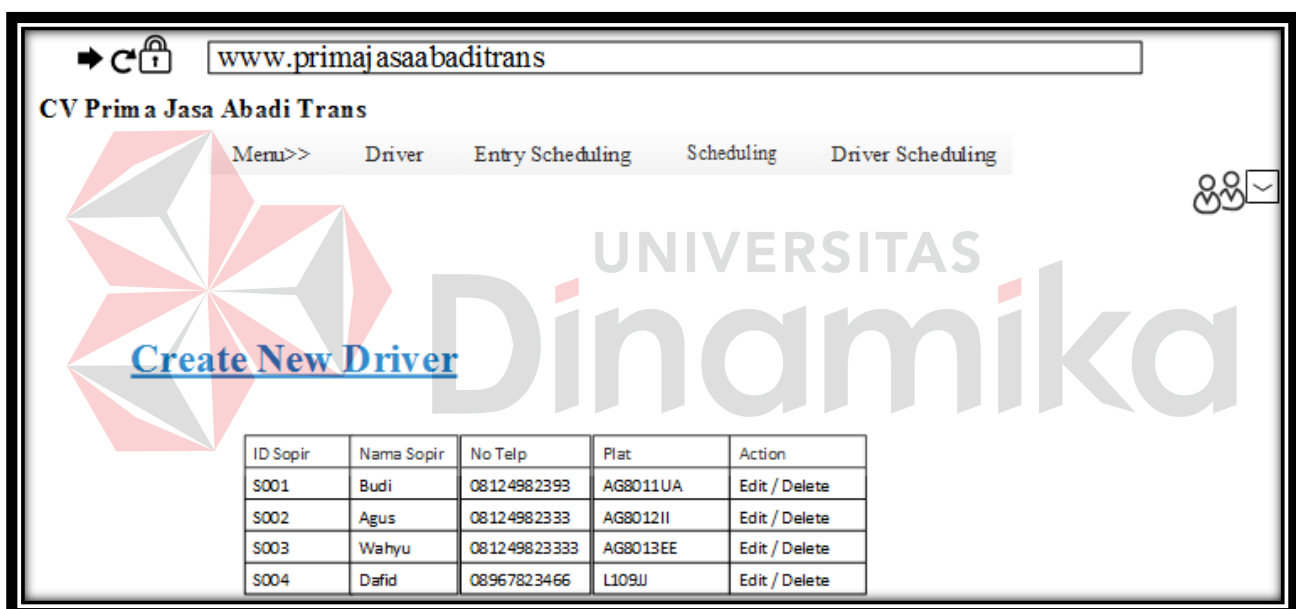 www.primajasaabaditrans
CV Prima Jasa Abadi Trans
Menu>> Driver Entry Scheduling Scheduling Driver Scheduling
UNIVERSITAS
Dinamika
Create New Driver
ID Sopir Nama Sopir No Telp Plat Action
S001 Budi 08124982393 AG8011UA Edit / Delete
S002 Agus 08124982333 AG8012II Edit / Delete
S003 Wahyu 081249823333 AG8013EE Edit / Delete
S004 Dafid 08967823466 L109JJ Edit / Delete